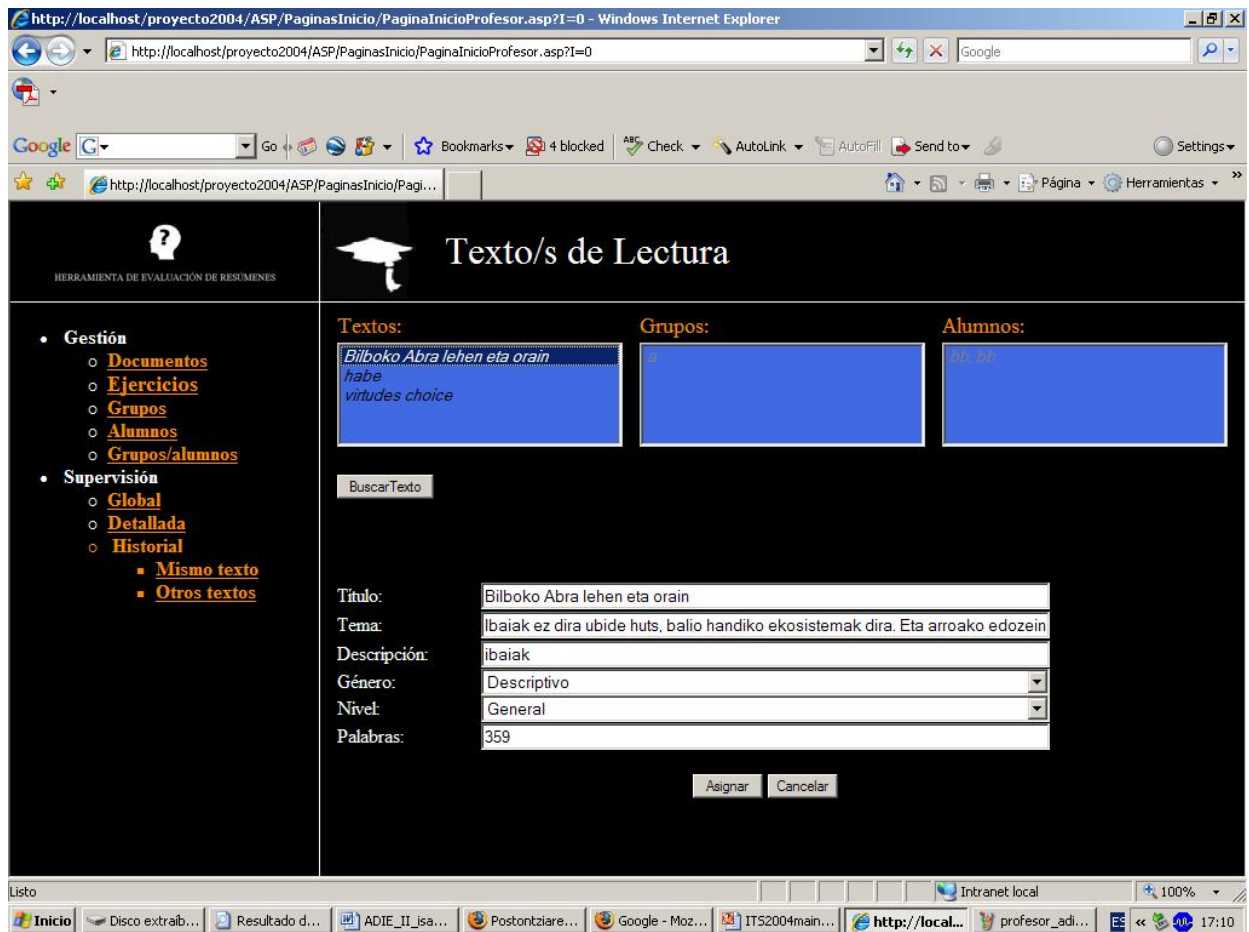 http://localhost/proyecto2004/ASP/PaginasInicio/PaginaInicioProfesor.asp?I=0 - Windows Internet Explorer
http://localhost/proyecto2004/ASP/PaginasInicio/PaginaInicioProfesor.asp?I=0
Google
Google G Go Bookmarks 4 blocked ABC Check AutoLink AutoFill Send to Settings
http://localhost/proyecto2004/ASP/PaginasInicio/Pagi... Página Herramientas »
?
HERRAMIENTA DE EVALUACIÓN DE RESÚMENES
Texto/s de Lectura
• Gestión
o Documentos
o Ejercicios
o Grupos
o Alumnos
o Grupos/alumnos
• Supervisión
o Global
o Detallada
o Historial
▪ Mismo texto
▪ Otros textos
Textos: Grupos: Alumnos:
Bilboko Abra lehen eta orain a bb, bb
habe
virtudes choice
BuscarTexto
Titulo: Bilboko Abra lehen eta orain
Tema: Ibaiak ez dira ubide huts, balio handiko ekosistemak dira. Eta arroako edozein
Descripción: ibaiak
Género: Descriptivo
Nivel: General
Palabras: 359
Asignar Cancelar
Listo Intranet local 100%
Inicio Disco extraíb... Resultado d... ADIE_II_isa... Postontziare... Google - Moz... ITS2004main... http://local... profesor_adi... ES « 17:10